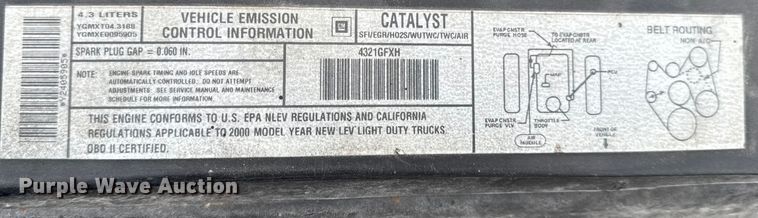 4.3 LITERS
YGMXT04.3188
YGMXE0095905
VEHICLE EMISSION
CONTROL INFORMATION
GM
CATALYST
SFI/EGR/HO2S/WUTWC/TWC/AIR
SPARK PLUG GAP = 0.060 IN.
4321GFXH
NOTE:
ENGINE SPARK TIMING AND IDLE SPEEDS ARE
AUTOMATICALLY CONTROLLED. DO NOT ATTEMPT
ADJUSTMENTS. SEE SERVICE MANUAL AND MAINTENANCE
SCHEDULE FOR MORE INFORMATION.
THIS ENGINE CONFORMS TO U.S. EPA NLEV REGULATIONS AND CALIFORNIA
REGULATIONS APPLICABLE TO 2000 MODEL YEAR NEW LEV LIGHT DUTY TRUCKS
OBD II CERTIFIED.
EVAP CNSTR
PURGE HOSE
TO EVAP CNSTR
LOCATED AT REAR
MAP
PCV
EVAP CNSTR
PURGE VLV
THROTTLE
BODY
FRONT OF
VEHICLE
AIR
MODULE
BELT ROUTING
NON-A/C
Purple Wave Auction